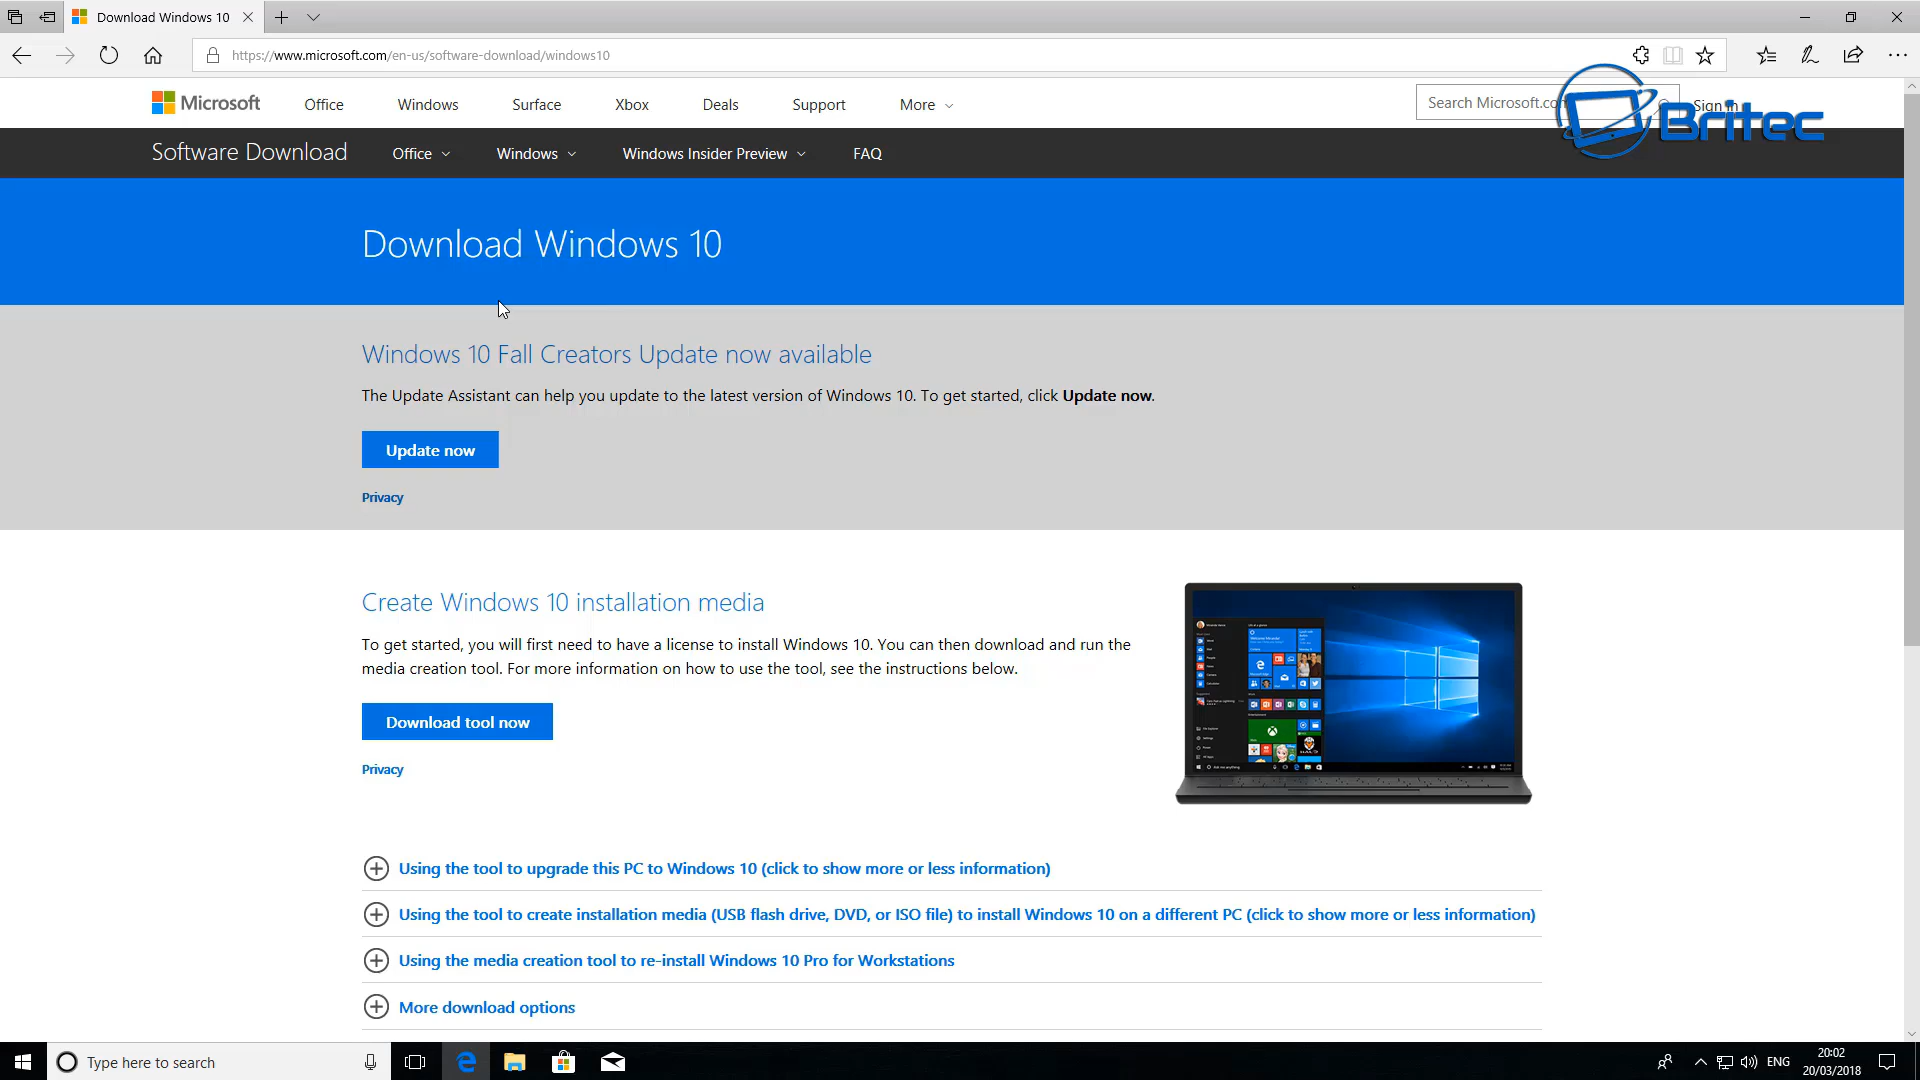 Download Windows 10
https://www.microsoft.com/en-us/software-download/windows10
Microsoft Office Windows Surface Xbox Deals Support More Search Microsoft.com Sign in
Britec
Software Download Office Windows Windows Insider Preview FAQ
Download Windows 10
Windows 10 Fall Creators Update now available
The Update Assistant can help you update to the latest version of Windows 10. To get started, click Update now.
Update now
Privacy
Create Windows 10 installation media
To get started, you will first need to have a license to install Windows 10. You can then download and run the
media creation tool. For more information on how to use the tool, see the instructions below.
Download tool now
Privacy
Using the tool to upgrade this PC to Windows 10 (click to show more or less information)
Using the tool to create installation media (USB flash drive, DVD, or ISO file) to install Windows 10 on a different PC (click to show more or less information)
Using the media creation tool to re-install Windows 10 Pro for Workstations
More download options
Type here to search
ENG
20:02
20/03/2018